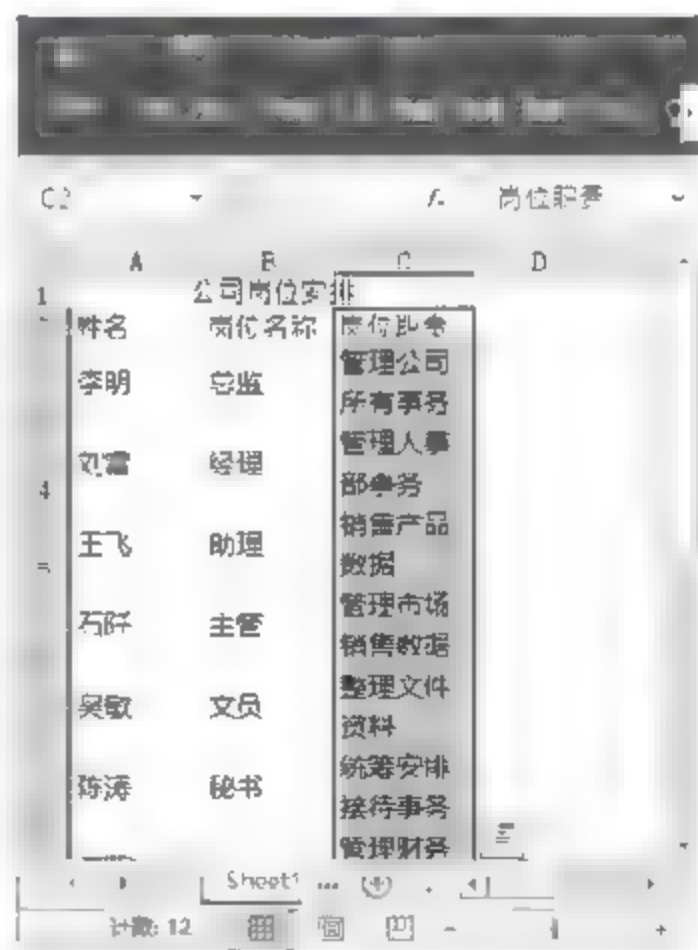 C2 岗位职责
A B C D
1 公司岗位安排
姓名 岗位名称 岗位职责
李明 总监 管理公司
所有事务
经理 管理人事
4 部事务
王飞 助理 销售产品
5 数据
主管 管理市场
销售数据
吴敏 文员 整理文件
资料
陈涛 秘书 统筹安排
接待事务
管理财务
Sheet1 ...
计数: 12